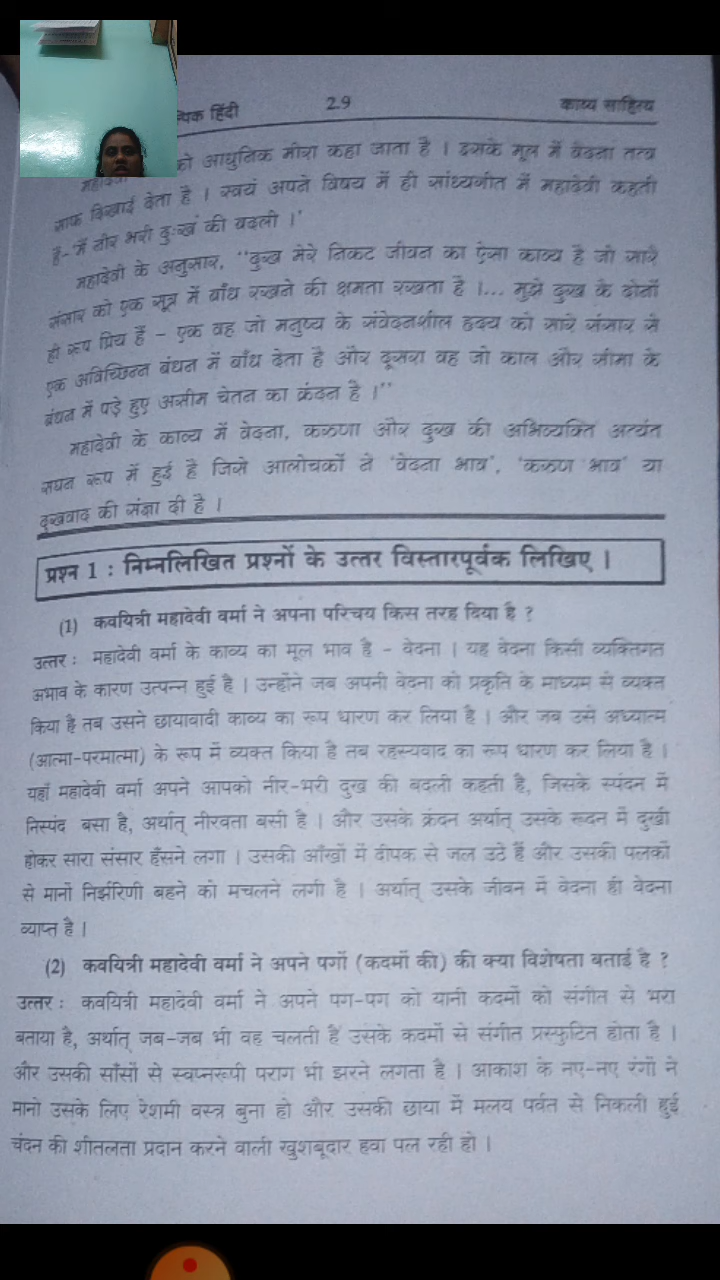 पिक हिंदी 29 काव्य साहित्य
महादेवी को आधुनिक मीरा कहा जाता है । इसके मूल में वेदना तत्व
साफ दिखाई देता है । स्वयं अपने विषय में ही सांध्यगीत में महादेवी कहती
है- 'मैं नीर भरी दुःख की बदली ।'
महादेवी के अनुसार, ''दुख मेरे निकट जीवन का ऐसा काव्य है जो सारे
संसार को एक सूत्र में बाँध रखने की क्षमता रखता है ।... मुझे दुख के दोनों
ही रूप प्रिय हैं - एक वह जो मनुष्य के संवेदनशील हृदय को सारे संसार से
एक अविच्छिन्न बंधन में बाँध देता है और दूसरा वह जो काल और सीमा के
बंधन में पड़े हुए असीम चेतन का क्रंदन है ।''
महादेवी के काव्य में वेदना, करुणा और दुख की अभिव्यक्ति अत्यंत
सघन रूप में हुई है जिसे आलोचकों ने 'वेदना भाव', 'करुण भाव' या
दुखवाद की संज्ञा दी है ।
प्रश्न 1 : निम्नलिखित प्रश्नों के उत्तर विस्तारपूर्वक लिखिए ।
(1) कवयित्री महादेवी वर्मा ने अपना परिचय किस तरह दिया है ?
उत्तर : महादेवी वर्मा के काव्य का मूल भाव है - वेदना । यह वेदना किसी व्यक्तिगत
अभाव के कारण उत्पन्न हुई है । उन्होंने जब अपनी वेदना को प्रकृति के माध्यम से व्यक्त
किया है तब उसने छायावादी काव्य का रूप धारण कर लिया है । और जब उसे अध्यात्म
(आत्मा-परमात्मा) के रूप में व्यक्त किया है तब रहस्यवाद का रूप धारण कर लिया है ।
यहाँ महादेवी वर्मा अपने आपको नीर-भरी दुख की बदली कहती है, जिसके स्पंदन में
निस्पंद बसा है, अर्थात् नीरवता बसी है । और उसके क्रंदन अर्थात् उसके रूदन में दुखी
होकर सारा संसार हँसने लगा । उसकी आँखों में दीपक से जल उठे हैं और उसकी पलकों
से मानों निर्झरिणी बहने को मचलने लगी है । अर्थात् उसके जीवन में वेदना ही वेदना
व्याप्त है ।
(2) कवयित्री महादेवी वर्मा ने अपने पगों (कदमों की) की क्या विशेषता बताई है ?
उत्तर : कवयित्री महादेवी वर्मा ने अपने पग-पग को यानी कदमों को संगीत से भरा
बताया है, अर्थात् जब-जब भी वह चलती हैं उसके कदमों से संगीत प्रस्फुटित होता है ।
और उसकी साँसों से स्वप्नरूपी पराग भी झरने लगता है । आकाश के नए-नए रंगों ने
मानो उसके लिए रेशमी वस्त्र बुना हो और उसकी छाया में मलय पर्वत से निकली हुई
चंदन की शीतलता प्रदान करने वाली खुशबूदार हवा पल रही हो ।